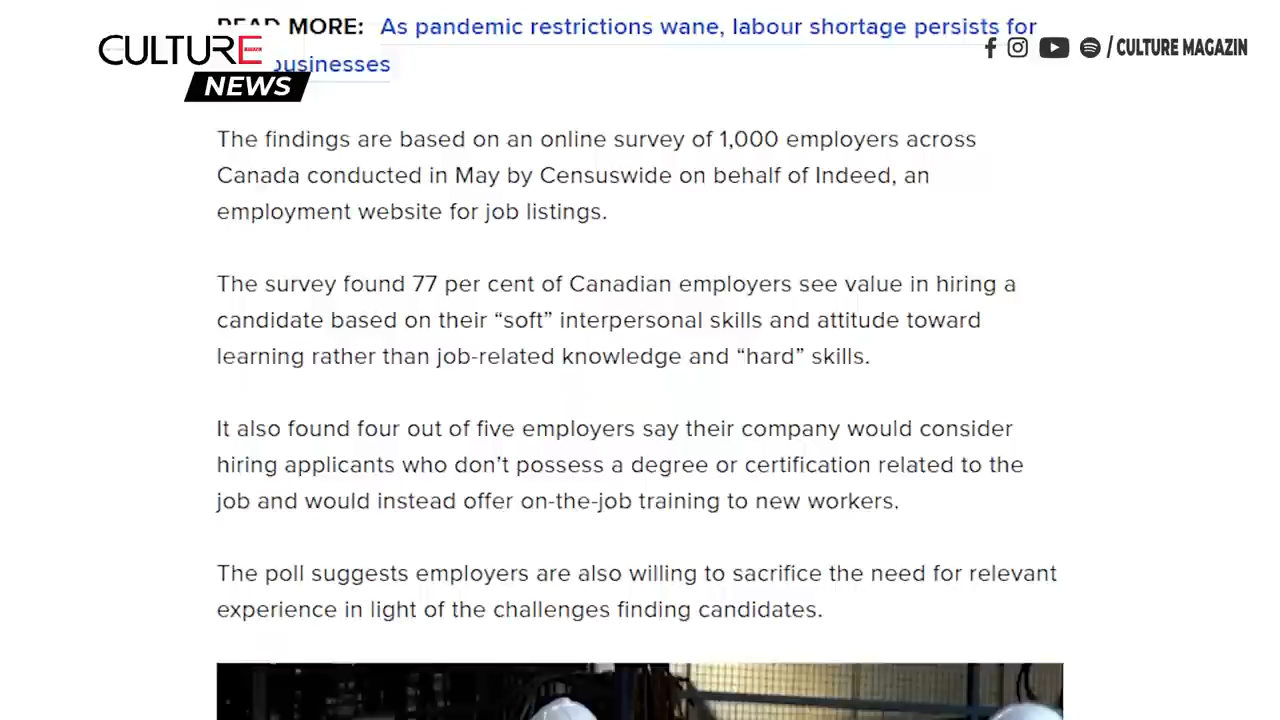 MORE: As pandemic restrictions wane, labour shortage persists for
businesses
CULTURE
NEWS
/ CULTURE MAGAZIN
The findings are based on an online survey of 1,000 employers across
Canada conducted in May by Censuswide on behalf of Indeed, an
employment website for job listings.
The survey found 77 per cent of Canadian employers see value in hiring a
candidate based on their “soft” interpersonal skills and attitude toward
learning rather than job-related knowledge and “hard” skills.
It also found four out of five employers say their company would consider
hiring applicants who don’t possess a degree or certification related to the
job and would instead offer on-the-job training to new workers.
The poll suggests employers are also willing to sacrifice the need for relevant
experience in light of the challenges finding candidates.